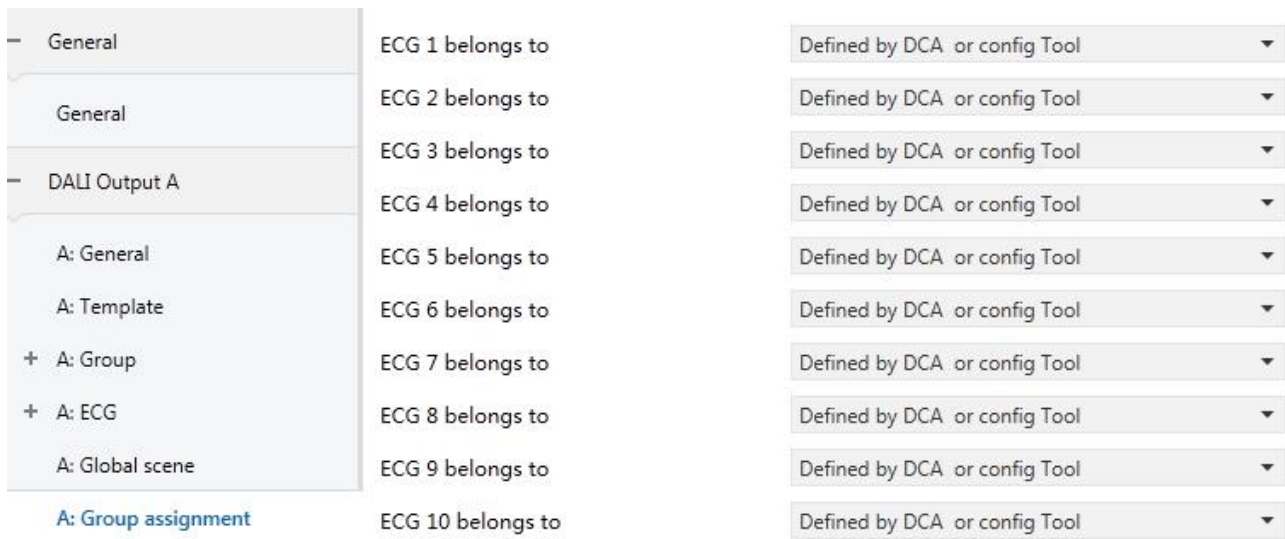 General
General
DALI Output A
A: General
A: Template
A: Group
A: ECG
A: Global scene
A: Group assignment
ECG 1 belongs to Defined by DCA  or config Tool
ECG 2 belongs to Defined by DCA  or config Tool
ECG 3 belongs to Defined by DCA  or config Tool
ECG 4 belongs to Defined by DCA  or config Tool
ECG 5 belongs to Defined by DCA  or config Tool
ECG 6 belongs to Defined by DCA  or config Tool
ECG 7 belongs to Defined by DCA  or config Tool
ECG 8 belongs to Defined by DCA  or config Tool
ECG 9 belongs to Defined by DCA  or config Tool
ECG 10 belongs to Defined by DCA  or config Tool